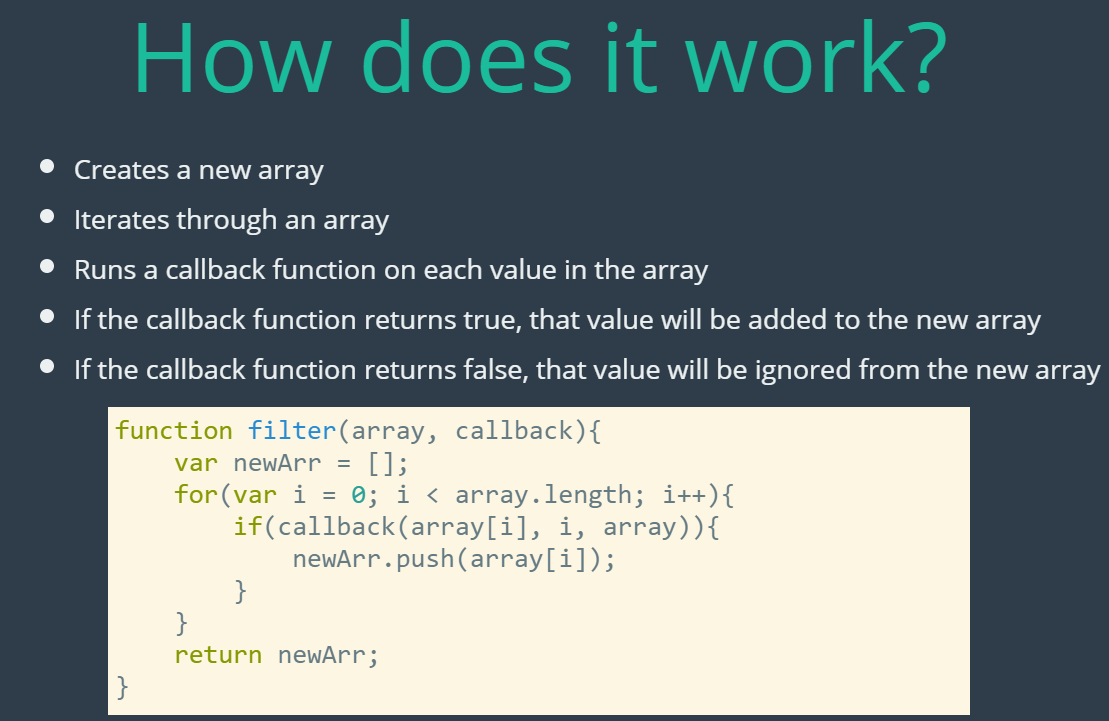 How does it work?
Creates a new array
Iterates through an array
Runs a callback function on each value in the array
If the callback function returns true, that value will be added to the new array
If the callback function returns false, that value will be ignored from the new array
function filter(array, callback){
    var newArr = [];
    for(var i = 0; i < array.length; i++){
        if(callback(array[i], i, array)){
            newArr.push(array[i]);
        }
    }
    return newArr;
}